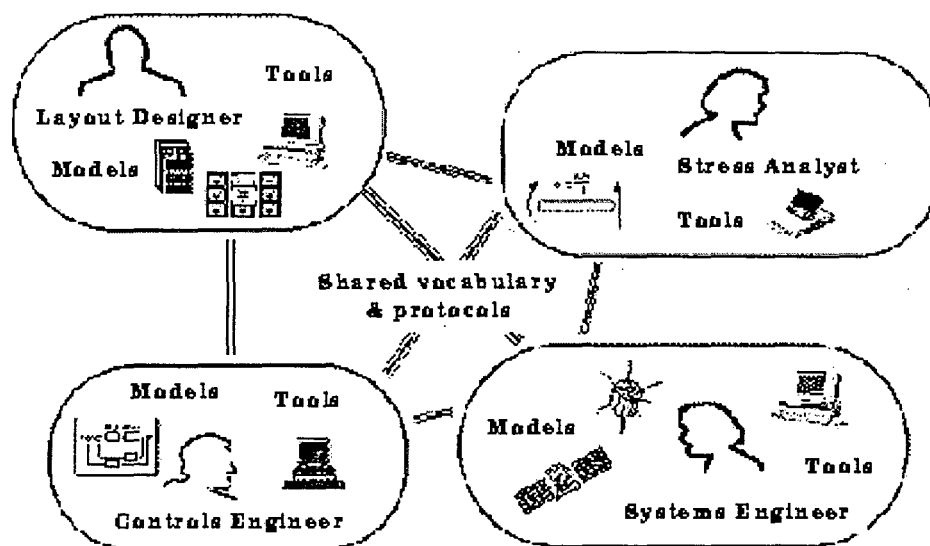 Tools
Layout Designer
Models
Models
Stress Analyst
Tools
Shared vocabulary
& protocols
Models
Tools
Controls Engineer
Models
Tools
Systems Engineer